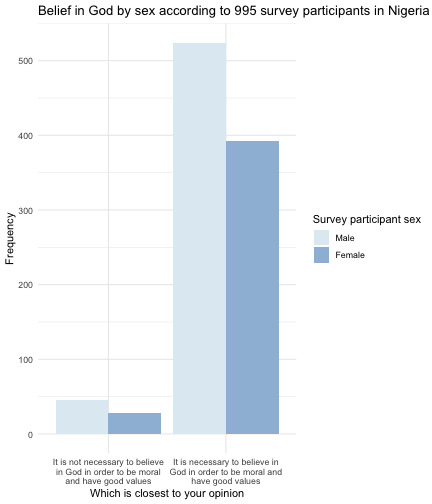 Belief in God by sex according to 995 survey participants in Nigeria
500
400
300
200
100
0
Frequency
It is not necessary to believe
in God in order to be moral
and have good values
It is necessary to believe in
God in order to be moral and
have good values
Which is closest to your opinion
Survey participant sex
Male
Female